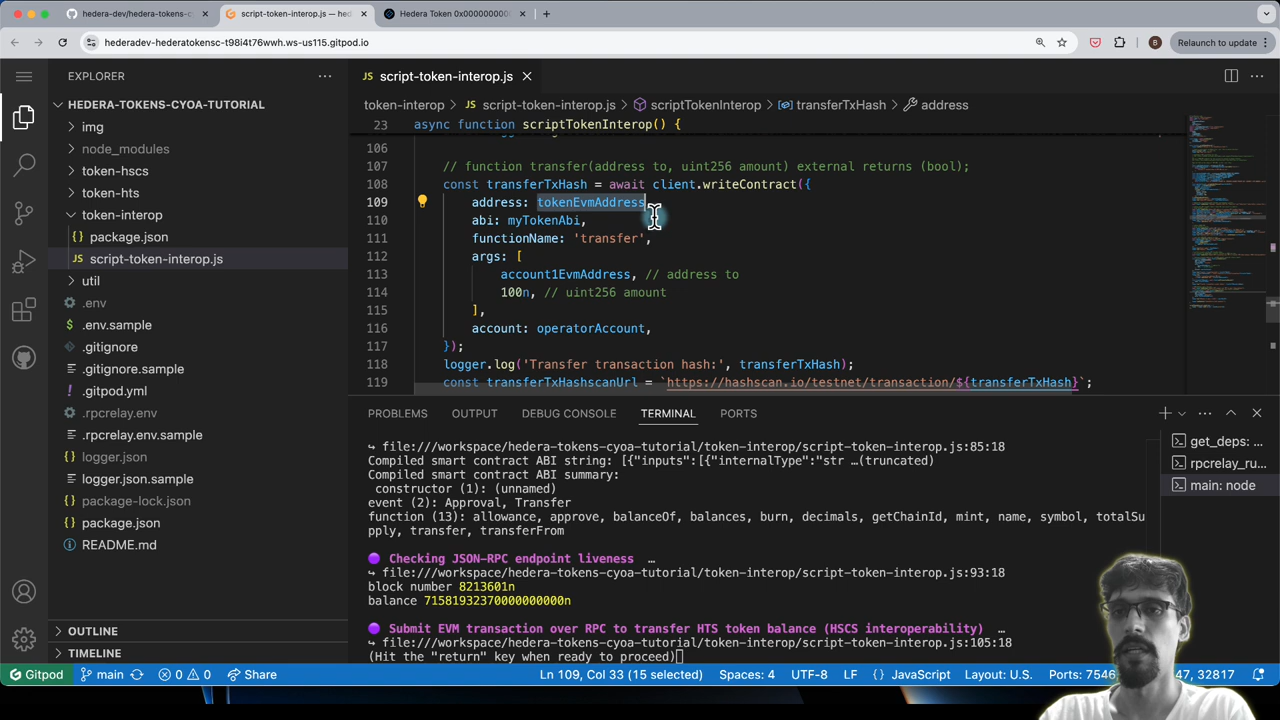 hedera-dev/hedera-tokens-c
script-token-interop.js — he
Hedera Token 0x000000000
hederadev-hederatokensc-t98i4t76wwh.ws-us115.gitpod.io
B
Relaunch to update
EXPLORER
script-token-interop.js
HEDERA-TOKENS-CYOA-TUTORIAL
token-interop
script-token-interop.js
scriptTokenInterop
transferTxHash
address
img
23
async function scriptTokenInterop() {
node_modules
106
token-hscs
107
// function transfer(address to, uint256 amount) external returns (bool);
token-hts
108
const transferTxHash = await client.writeContract({
token-interop
109
address: tokenEvmAddress
package.json
110
abi: myTokenAbi,
script-token-interop.js
111
functionName: 'transfer',
util
112
args: [
.env
113
account1EvmAddress, // address to
.env.sample
114
100n, // uint256 amount
.gitignore
115
],
.gitignore.sample
116
account: operatorAccount,
.gitpod.yml
117
});
.rpcrelay.env
118
logger.log('Transfer transaction hash:', transferTxHash);
.rpcrelay.env.sample
119
const transferTxHashscanUrl = `https://hashscan.io/testnet/transaction/${transferTxHash}`;
logger.json
logger.json.sample
package-lock.json
package.json
README.md
OUTLINE
TIMELINE
PROBLEMS
OUTPUT
DEBUG CONSOLE
TERMINAL
PORTS
↪ file:///workspace/hedera-tokens-cyoa-tutorial/token-interop/script-token-interop.js:85:18
Compiled smart contract ABI string: [{"inputs":[{"internalType":"str …(truncated)
Compiled smart contract ABI summary:
constructor (1): (unnamed)
event (2): Approval, Transfer
function (13): allowance, approve, balanceOf, balances, burn, decimals, getChainId, mint, name, symbol, totalSu
pply, transfer, transferFrom
Checking JSON-RPC endpoint liveness …
↪ file:///workspace/hedera-tokens-cyoa-tutorial/token-interop/script-token-interop.js:93:18
block number 8213601n
balance 71581932370000000000n
Submit EVM transaction over RPC to transfer HTS token balance (HSCS interoperability) …
↪ file:///workspace/hedera-tokens-cyoa-tutorial/token-interop/script-token-interop.js:105:18
(Hit the "return" key when ready to proceed)
get_deps: ...
rpcrelay_ru...
main: node
Gitpod
main
0
0
Share
Ln 109, Col 33 (15 selected)
Spaces: 4
UTF-8
LF
{} JavaScript
Layout: U.S.
Ports: 7546
, 32817